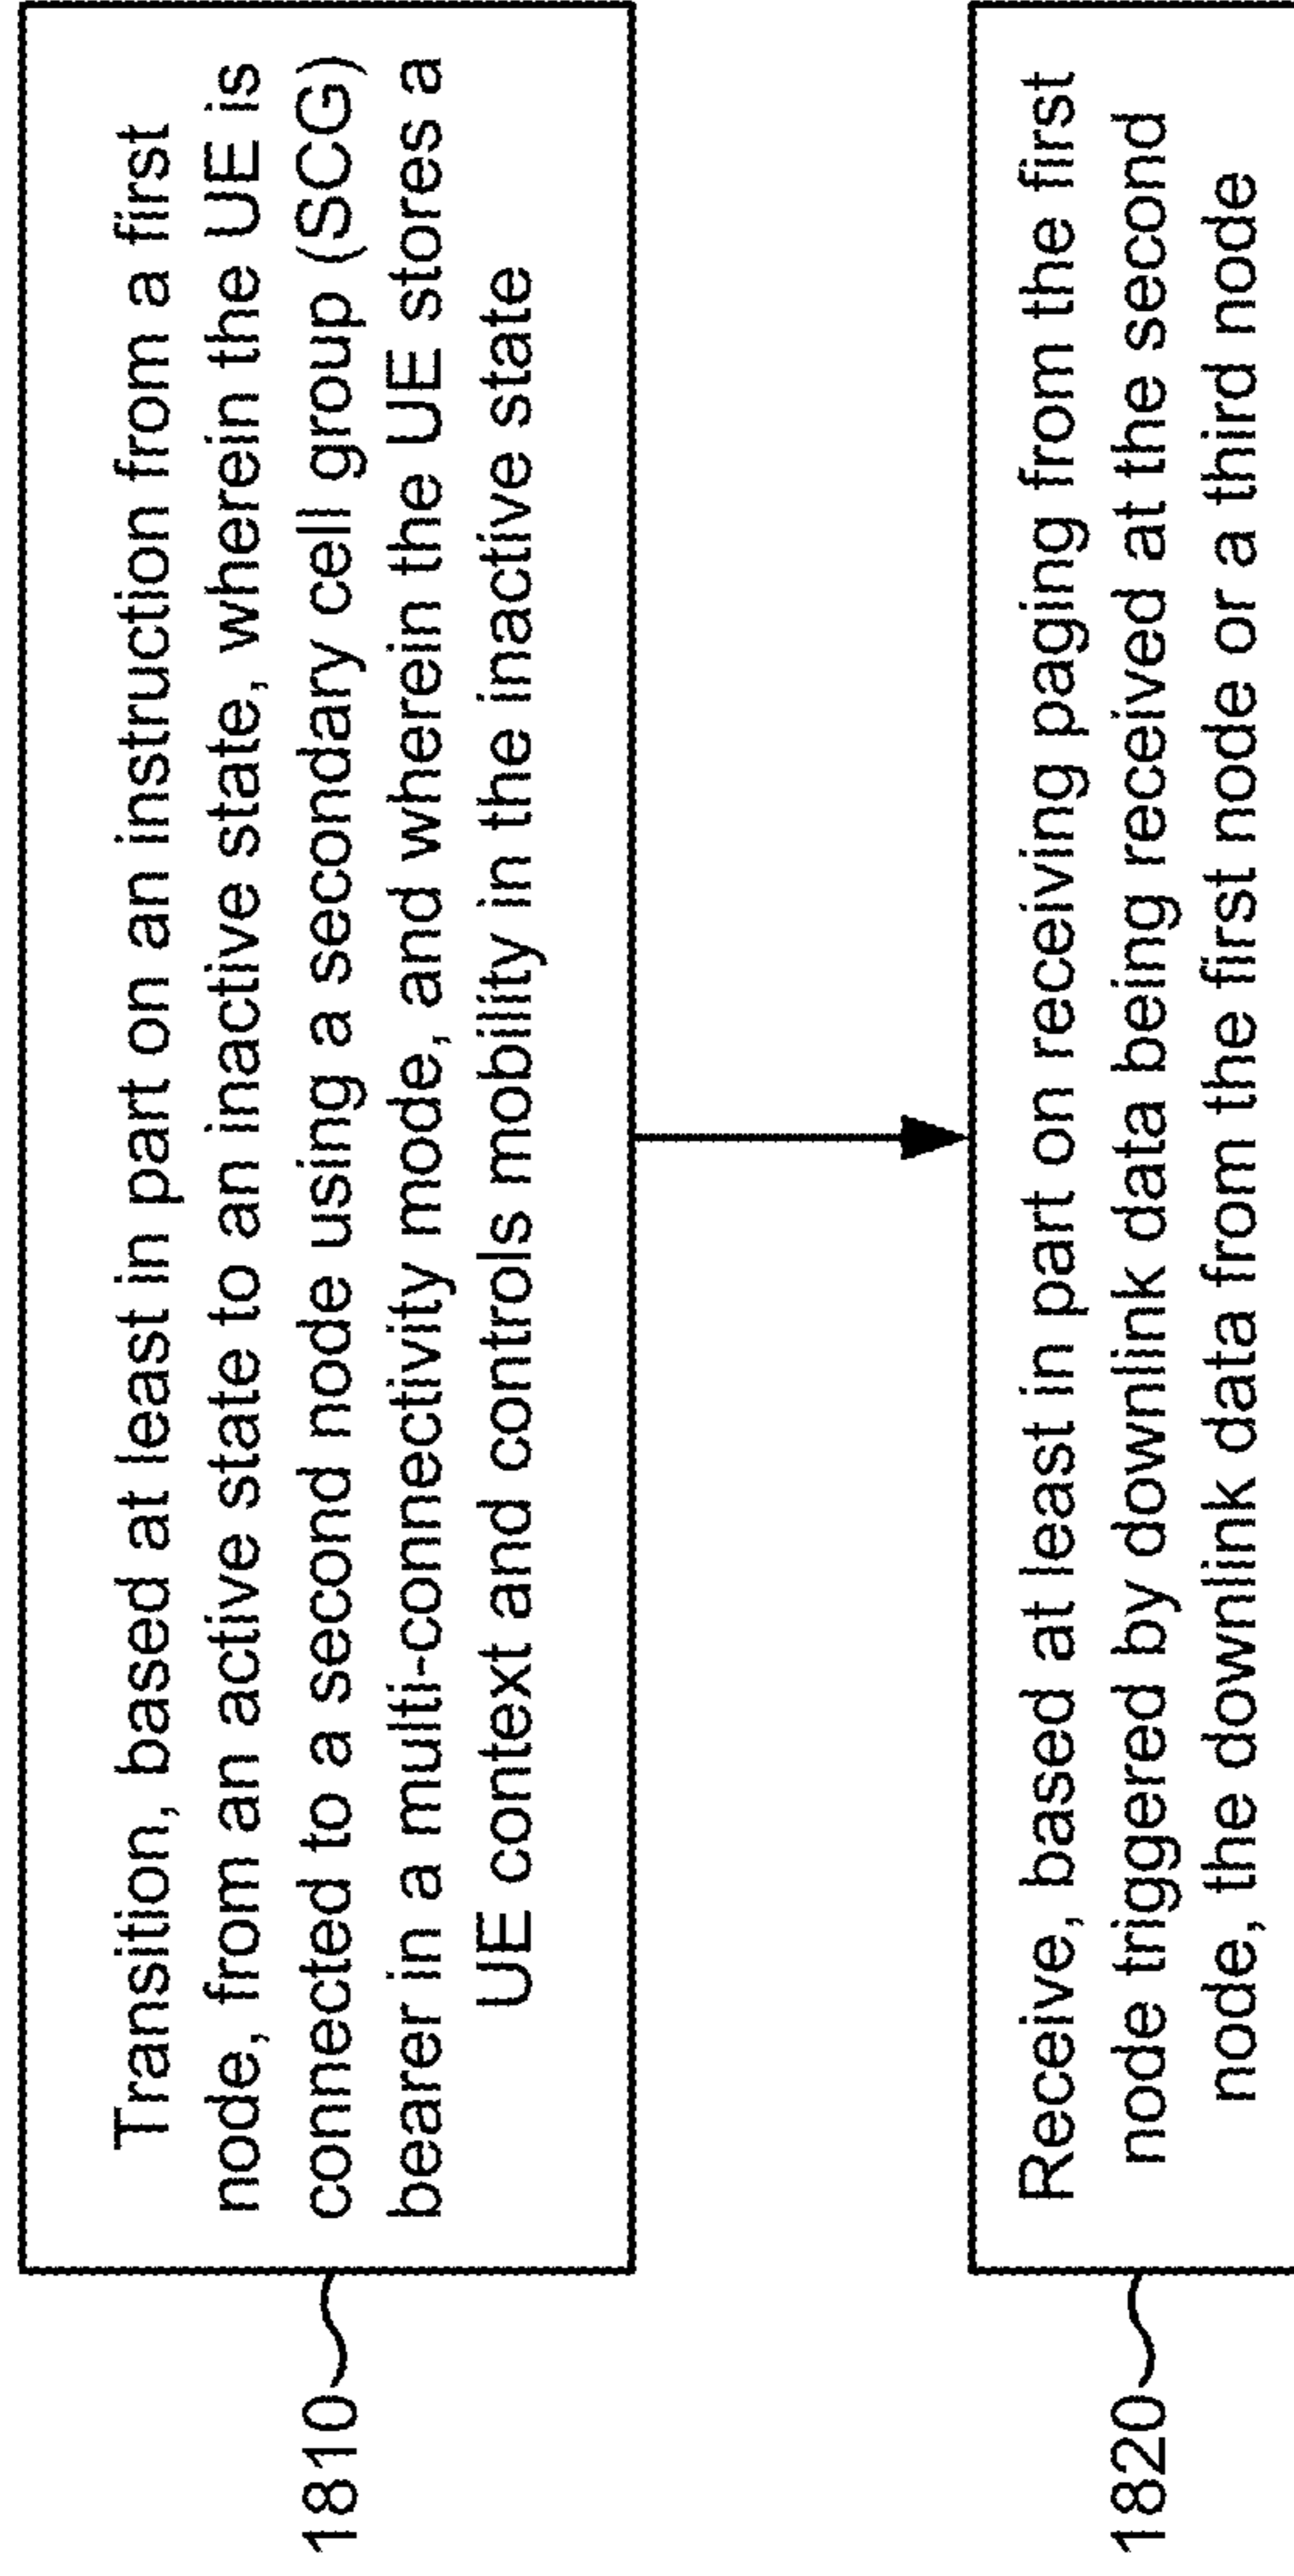 1810
Transition, based at least in part on an instruction from a first
node, from an active state to an inactive state, wherein the UE is
connected to a second node using a secondary cell group (SCG)
bearer in a multi-connectivity mode, and wherein the UE stores a
UE context and controls mobility in the inactive state
1820
Receive, based at least in part on receiving paging from the first
node triggered by downlink data being received at the second
node, the downlink data from the first node or a third node